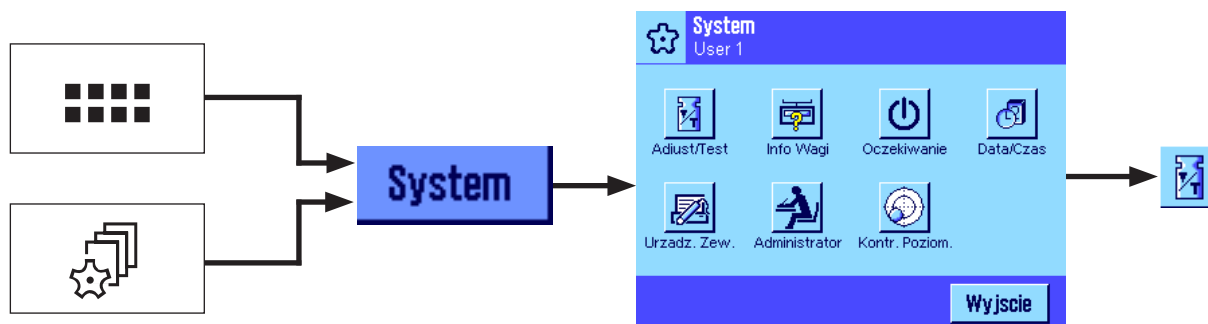 System
System
User 1
Adiust/Test
Info Wagi
Oczekiwanie
Data/Czas
Urzadz. Zew.
Administrator
Kontr. Poziom.
Wyjscie